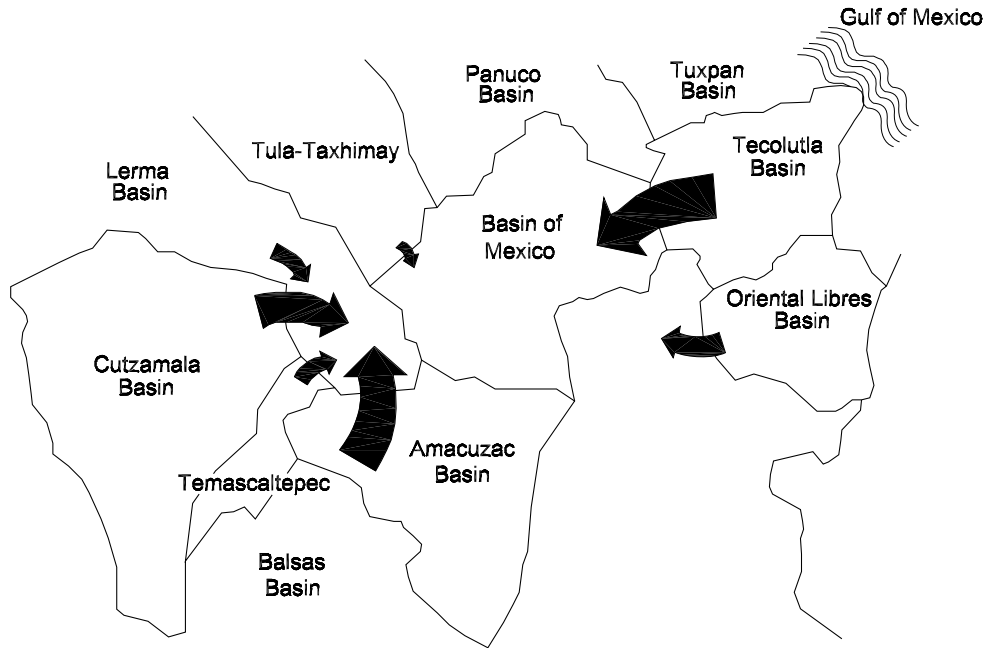 Gulf of Mexico
Panuco
Basin
Tuxpan
Basin
Tula-Taxhimay
Tecolutla
Basin
Lerma
Basin
Basin of
Mexico
Oriental Libres
Basin
Cutzamala
Basin
Amacuzac
Basin
Temascaltepec
Balsas
Basin